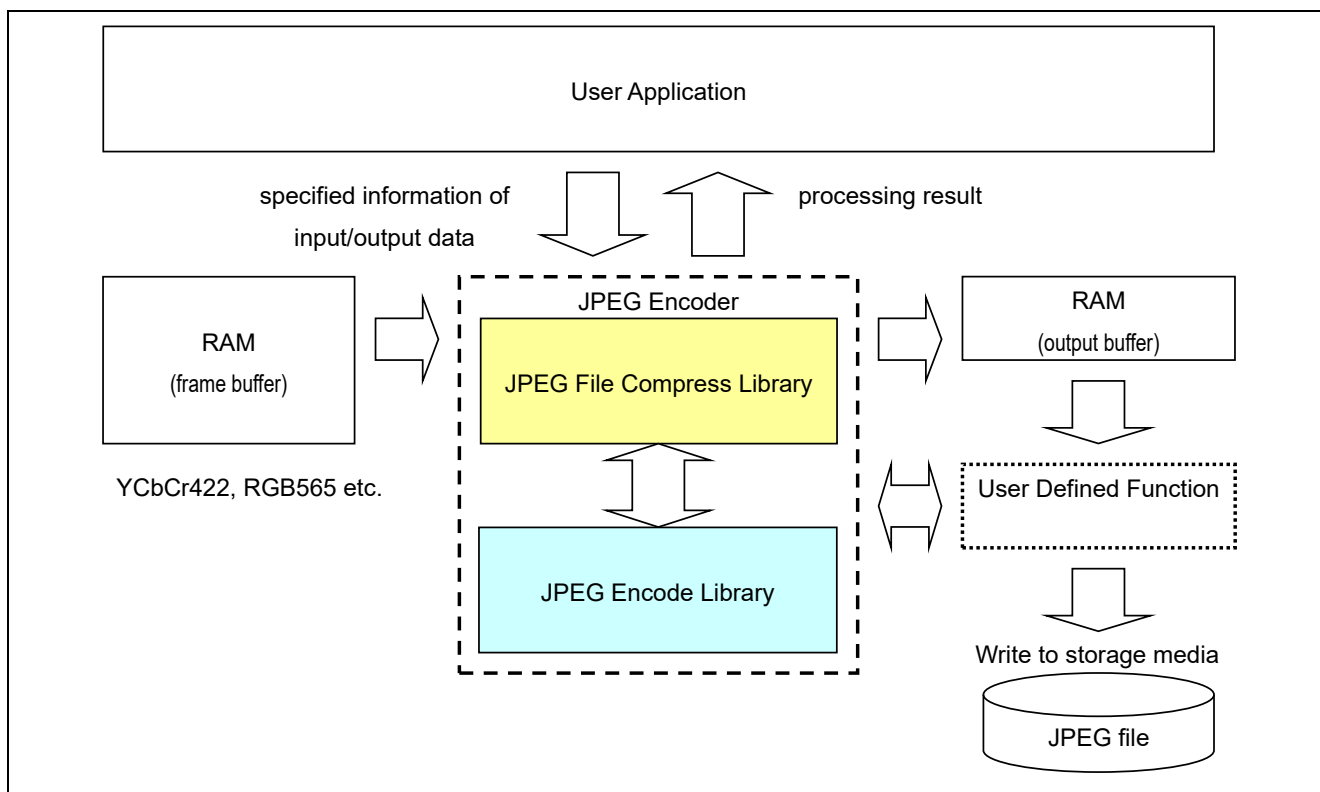 User Application
specified information of
input/output data
processing result
RAM
(frame buffer)
YCbCr422, RGB565 etc.
JPEG Encoder
JPEG File Compress Library
JPEG Encode Library
RAM
(output buffer)
User Defined Function
Write to storage media
JPEG file